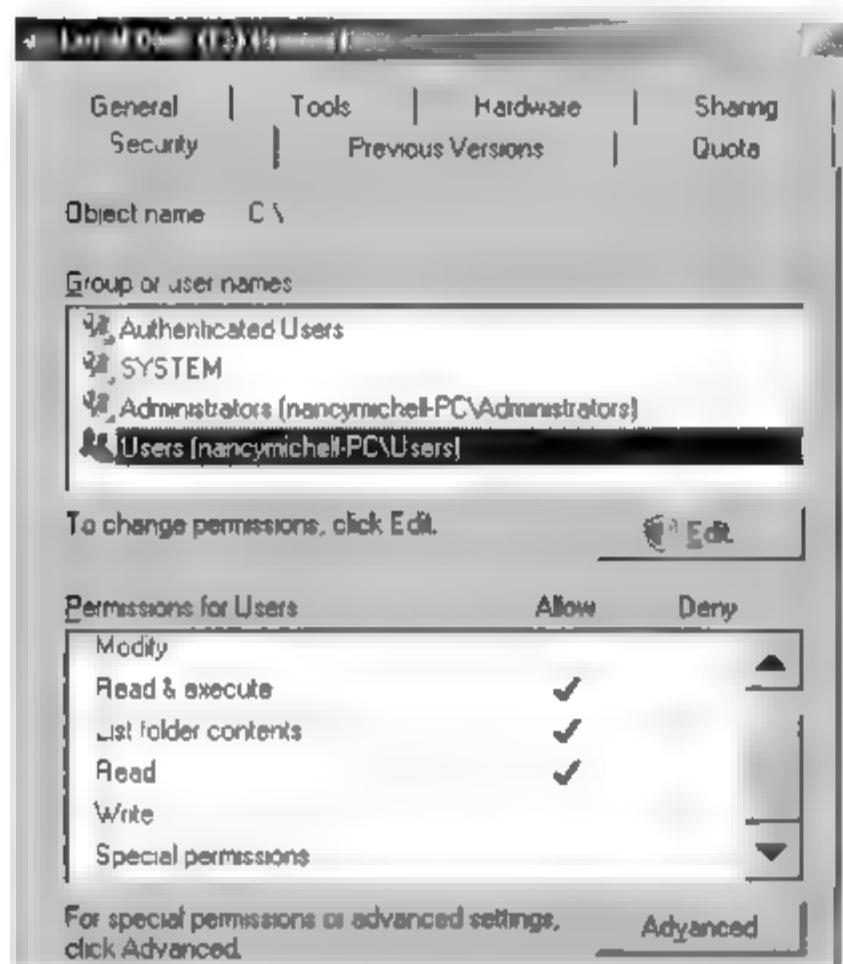 Local Disk (C:)
General Tools Hardware Sharing
Security Previous Versions Quota
Object name C:\
Group or user names
Authenticated Users
SYSTEM
Administrators (nancymichell-PC\Administrators)
Users (nancymichell-PC\Users)
To change permissions, click Edit.
Edit
Permissions for Users Allow Deny
Modify
Read & execute
List folder contents
Read
Write
Special permissions
For special permissions or advanced settings,
click Advanced.
Advanced